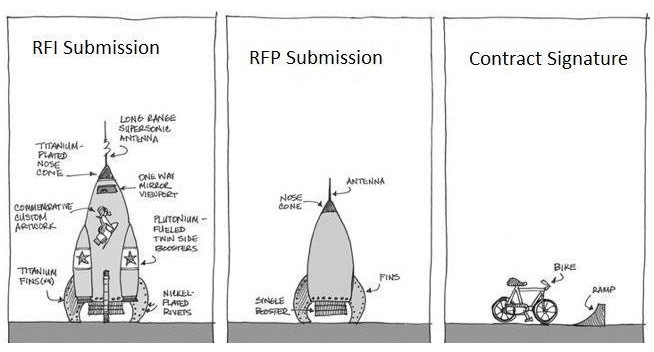 RFI Submission
LONG RANGE
SUPERSONIC
ANTENNA
TITANIUM-
PLATED
NOSE
CONE
ONE WAY
MIRROR
VIEWPORT
COMMEMORATIVE
CUSTOM
ARTWORK
PLUTONIUM-
FUELED
TWIN SIDE
BOOSTERS
TITANIUM
NICKEL-
PLATED
RIVETS
RFP Submission
ANTENNA
NOSE
CONE
FINS
SINGLE
BOOSTER
Contract Signature
BIKE
RAMP